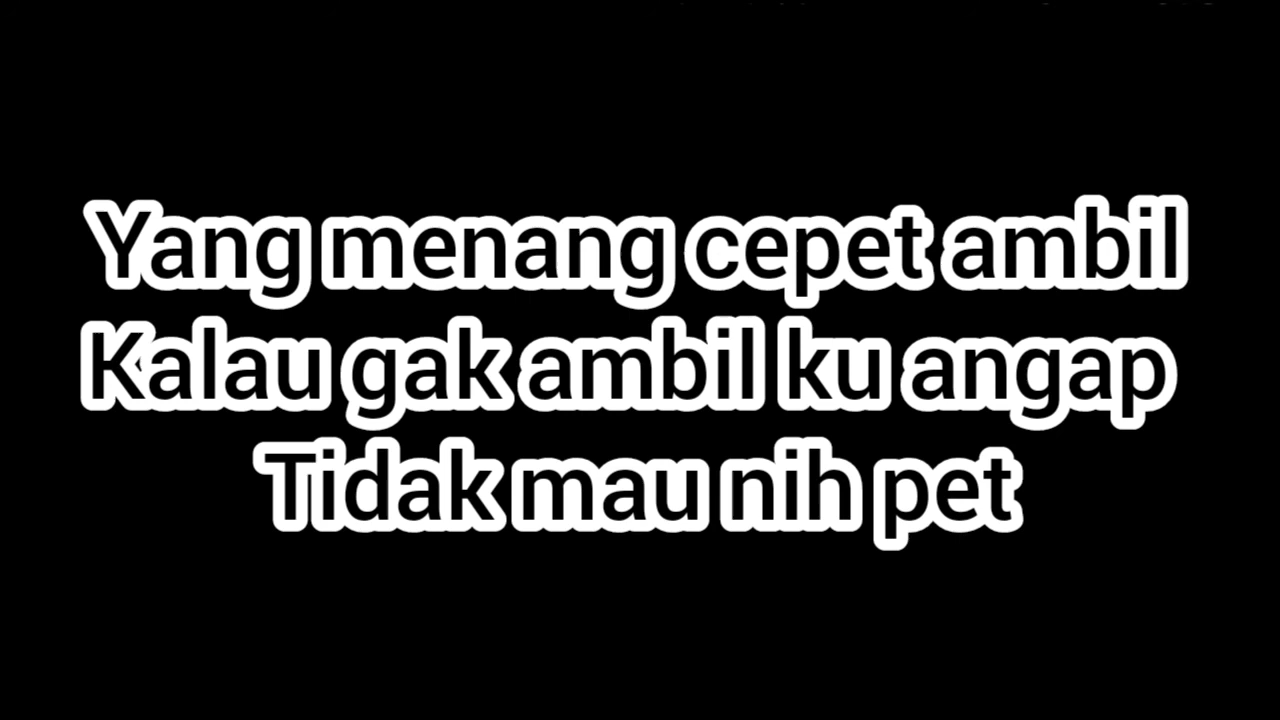 Yang menang cepet ambil
Kalau gak ambil ku angap
Tidak mau nih pet